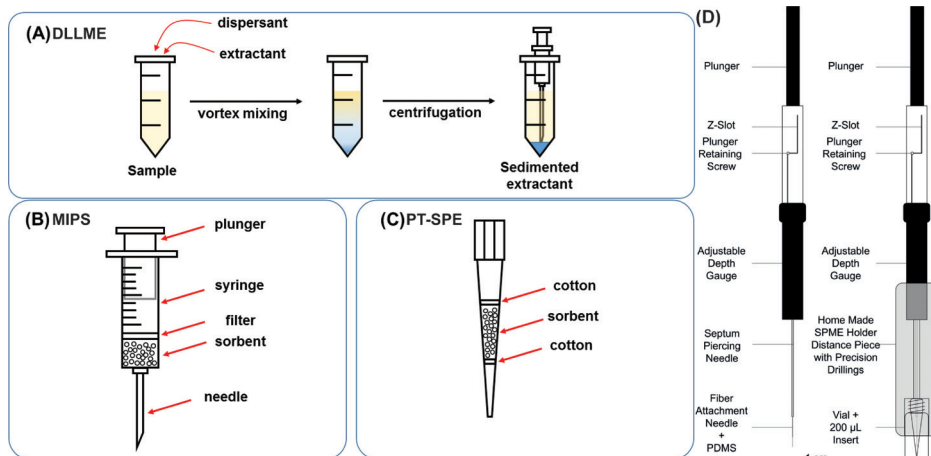 (A) DLLME
dispersant
extractant
vortex mixing
centrifugation
Sample
Sedimented
extractant
(B) MIPS
plunger
syringe
filter
sorbent
needle
(C) PT-SPE
cotton
sorbent
cotton
(D)
Plunger
Z-Slot
Plunger
Retaining
Screw
Adjustable
Depth
Gauge
Septum
Piercing
Needle
Fiber
Attachment
Needle
+
PDMS
Plunger
Z-Slot
Plunger
Retaining
Screw
Adjustable
Depth
Gauge
Home Made
SPME Holder
Distance Piece
with Precision
Drillings
Vial +
200 µL
Insert